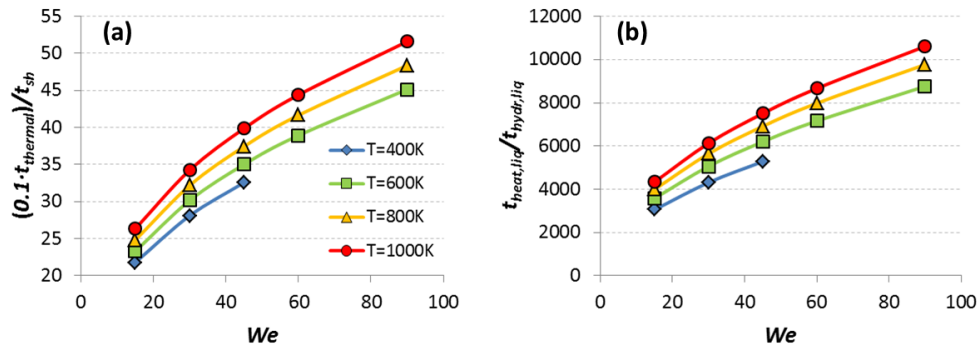 (a)
(0.1·t_thermal)/t_sh
55
50
45
40
35
30
25
20
0 20 40 60 80 100
We
T=400K
T=600K
T=800K
T=1000K
(b)
t_heat,liq/t_hydr,liq
12000
10000
8000
6000
4000
2000
0
0 20 40 60 80 100
We